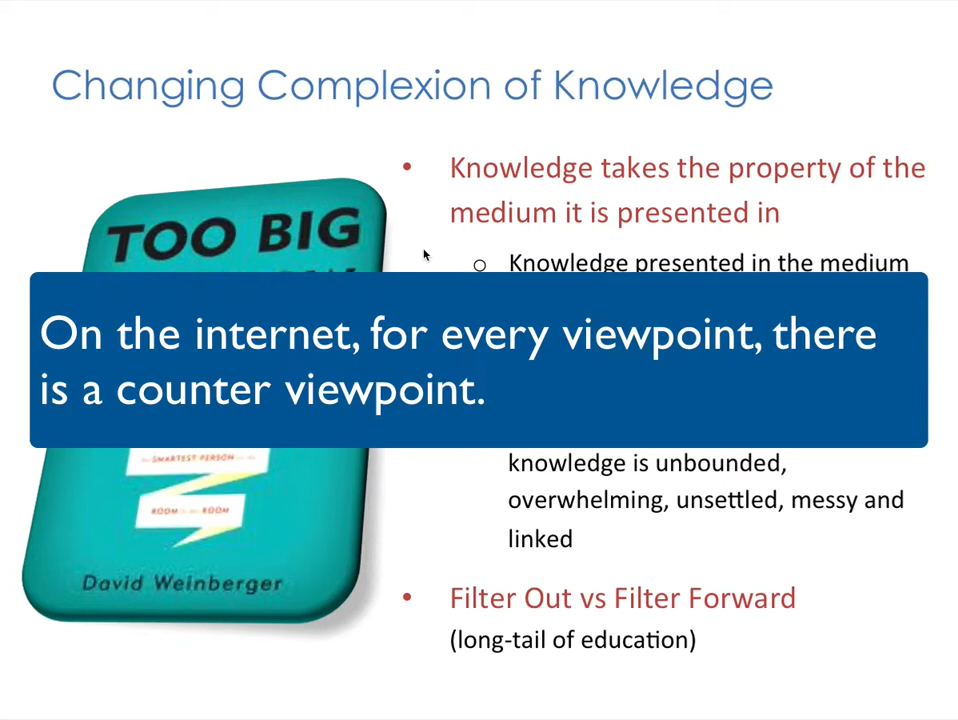 Changing Complexion of Knowledge
TOO BIG
THE SMARTEST PERSON IN THE
ROOM IS THE ROOM
David Weinberger
• Knowledge takes the property of the
medium it is presented in
o Knowledge presented in the medium
On the internet, for every viewpoint, there
is a counter viewpoint.
knowledge is unbounded,
overwhelming, unsettled, messy and
linked
• Filter Out vs Filter Forward
(long-tail of education)